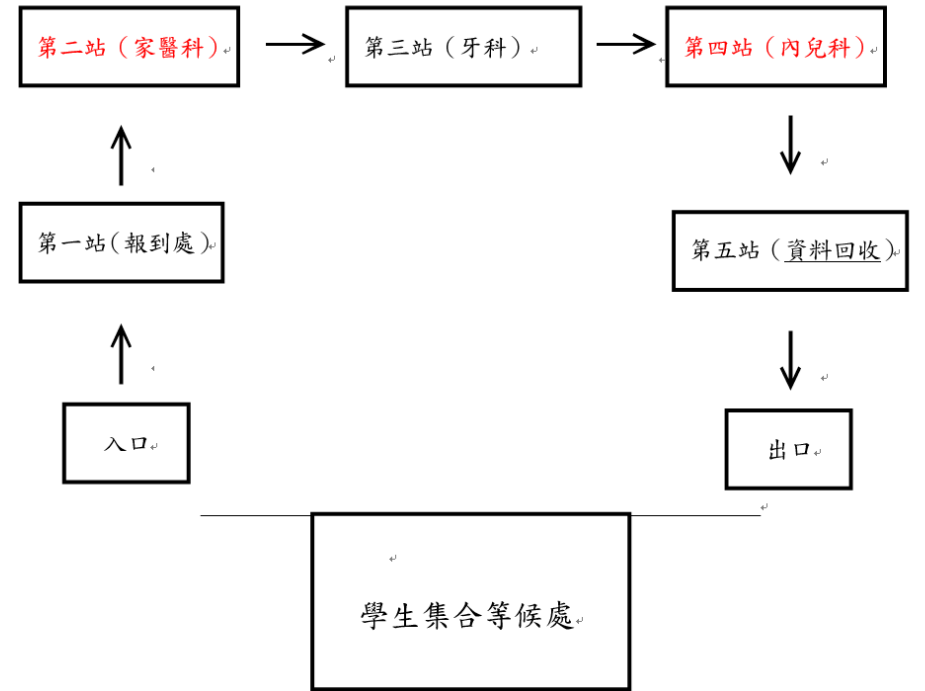 第二站（家醫科）
第三站（牙科）
第四站（內兒科）
第一站（報到處）
第五站（資料回收）
入口
出口
學生集合等候處